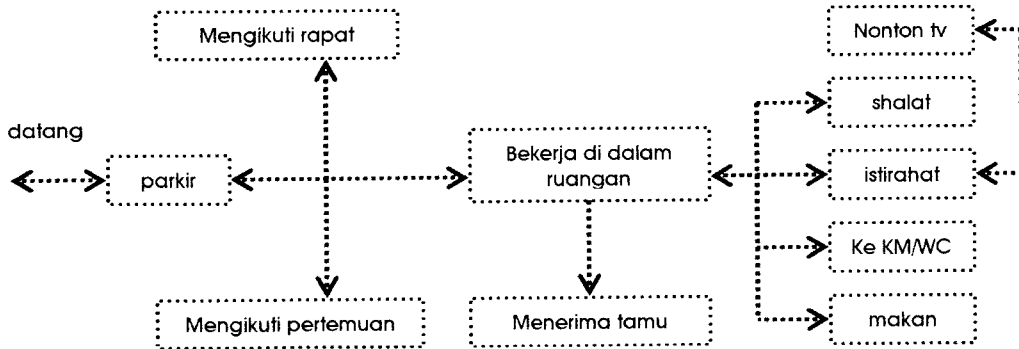 Mengikuti rapat
Nonton tv
shalat
datang
Bekerja di dalam
ruangan
parkir
istirahat
Ke KM/WC
Mengikuti pertemuan
Menerima tamu
makan